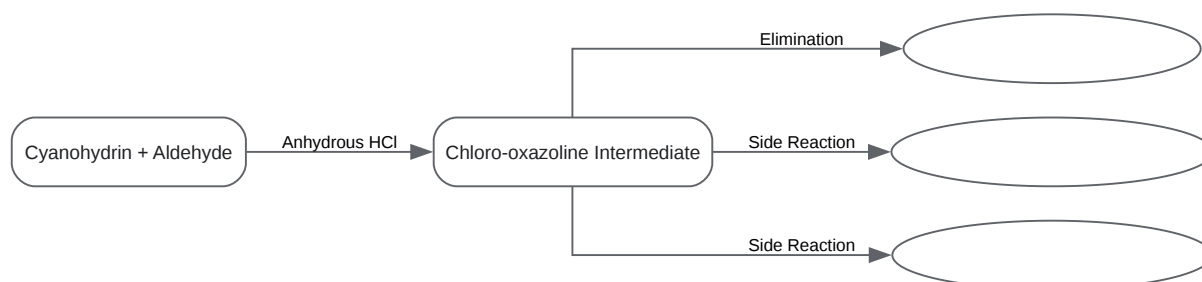 Elimination
Cyanohydrin + Aldehyde
Anhydrous HCl
Chloro-oxazoline Intermediate
Side Reaction
Side Reaction